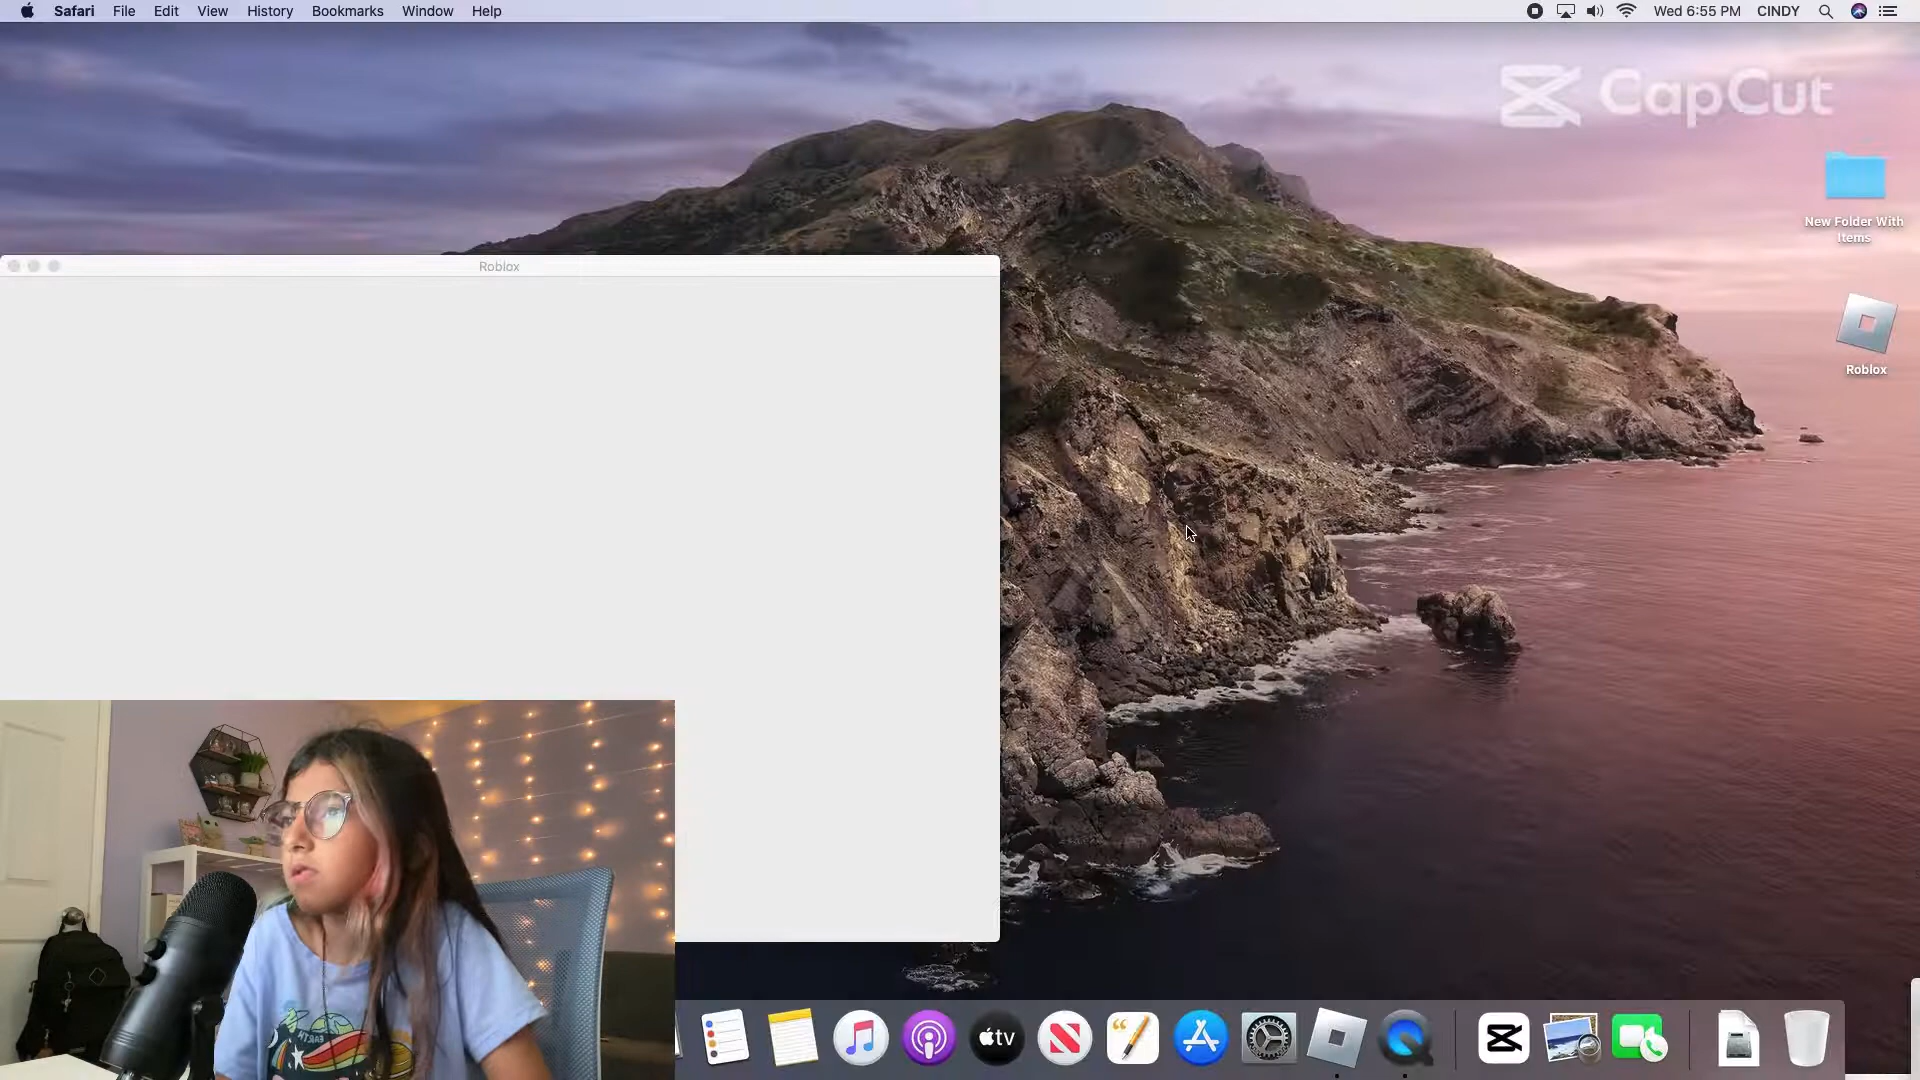 Safari File Edit View History Bookmarks Window Help
Wed 6:55 PM CINDY
CapCut
New Folder With
Items
Roblox
Roblox
tv